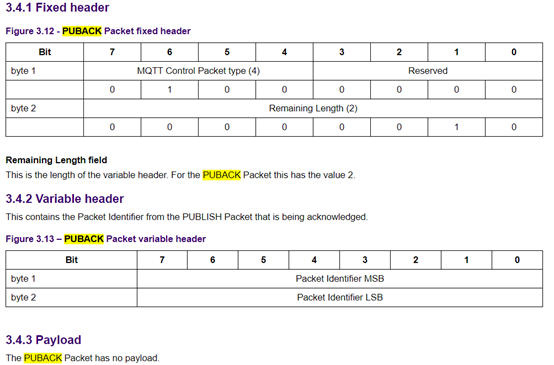 3.4.1 Fixed header
Figure 3.12 - PUBACK Packet fixed header
Bit 7 6 5 4 3 2 1 0
byte 1 MQTT Control Packet type (4) Reserved
0 1 0 0 0 0 0 0
byte 2 Remaining Length (2)
0 0 0 0 0 0 1 0
Remaining Length field
This is the length of the variable header. For the PUBACK Packet this has the value 2.
3.4.2 Variable header
This contains the Packet Identifier from the PUBLISH Packet that is being acknowledged.
Figure 3.13 – PUBACK Packet variable header
Bit 7 6 5 4 3 2 1 0
byte 1 Packet Identifier MSB
byte 2 Packet Identifier LSB
3.4.3 Payload
The PUBACK Packet has no payload.